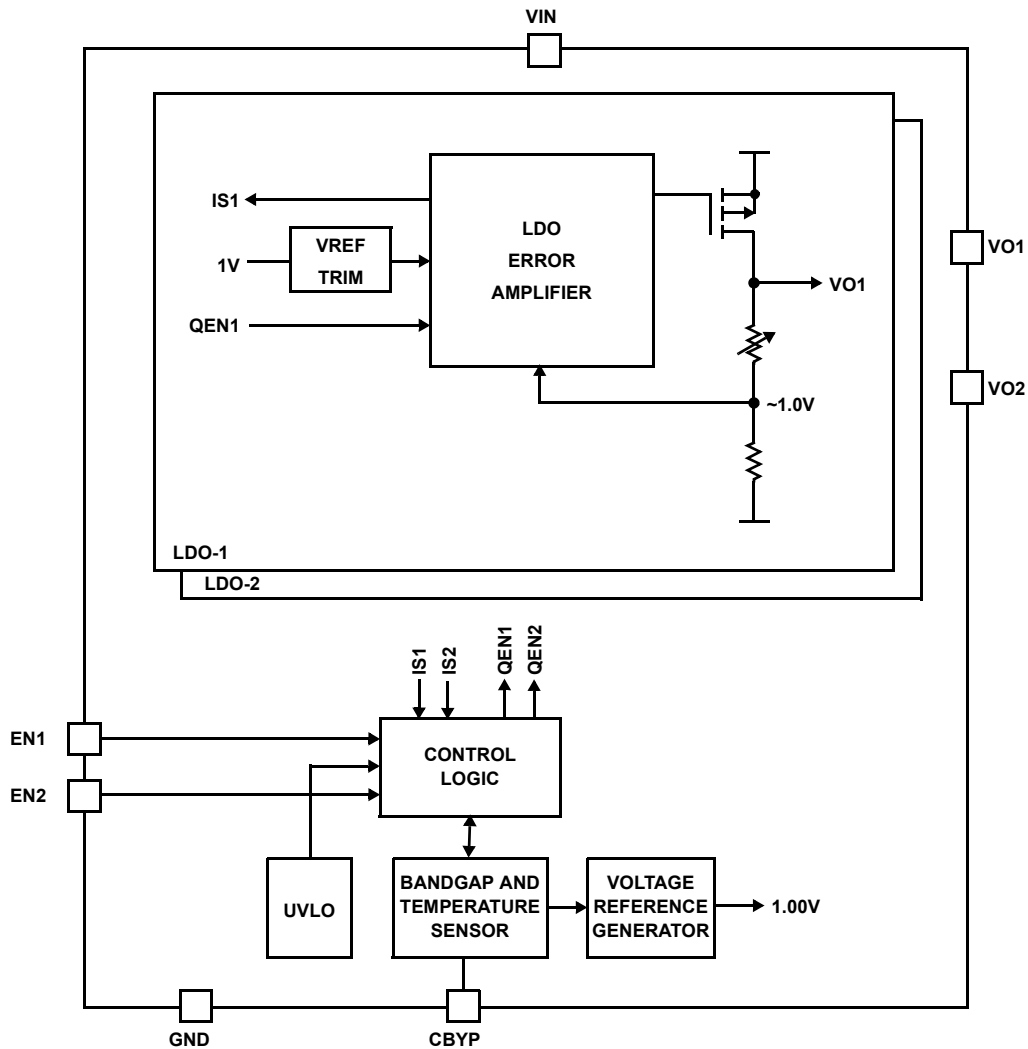 VIN
IS1
1V
VREF
TRIM
QEN1
LDO
ERROR
AMPLIFIER
VO1
~1.0V
VO1
VO2
LDO-1
LDO-2
IS1
IS2
QEN1
QEN2
EN1
EN2
CONTROL
LOGIC
UVLO
BANDGAP AND
TEMPERATURE
SENSOR
VOLTAGE
REFERENCE
GENERATOR
1.00V
GND
CBYP